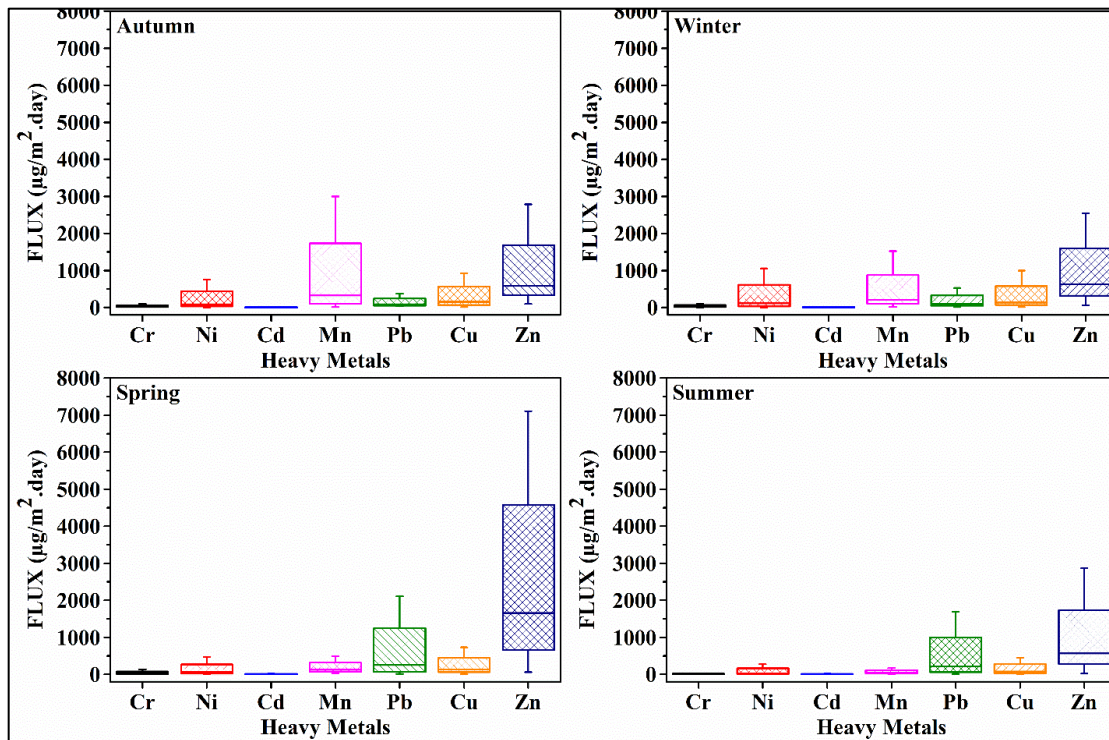 Autumn
8000
7000
6000
5000
4000
3000
2000
1000
0
FLUX (µg/m².day)
Cr Ni Cd Mn Pb Cu Zn
Heavy Metals
Winter
8000
7000
6000
5000
4000
3000
2000
1000
0
FLUX (µg/m².day)
Cr Ni Cd Mn Pb Cu Zn
Heavy Metals
Spring
8000
7000
6000
5000
4000
3000
2000
1000
0
FLUX (µg/m².day)
Cr Ni Cd Mn Pb Cu Zn
Heavy Metals
Summer
8000
7000
6000
5000
4000
3000
2000
1000
0
FLUX (µg/m².day)
Cr Ni Cd Mn Pb Cu Zn
Heavy Metals